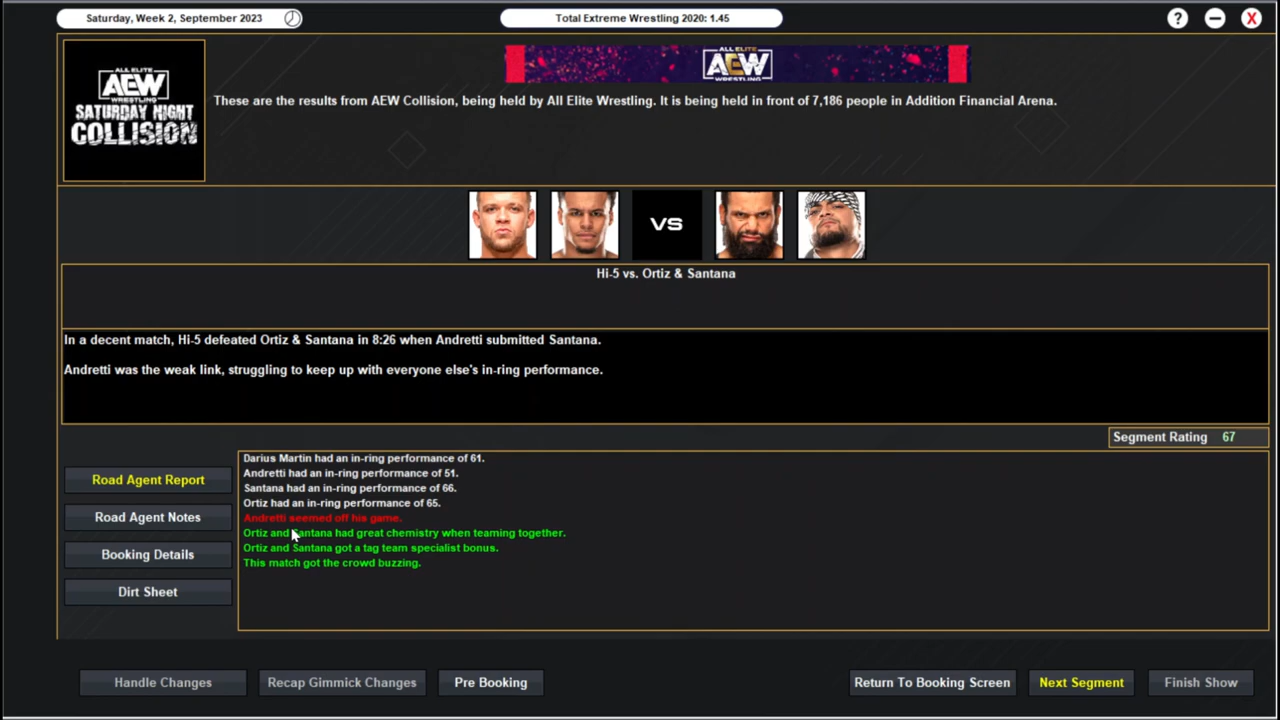 Saturday, Week 2, September 2023
Total Extreme Wrestling 2020: 1.45
? – X
ALL ELITE
AEW
WRESTLING
SATURDAY NIGHT
COLLISION
ALL ELITE
AEW
WRESTLING
These are the results from AEW Collision, being held by All Elite Wrestling. It is being held in front of 7,186 people in Addition Financial Arena.
VS
Hi-5 vs. Ortiz & Santana
In a decent match, Hi-5 defeated Ortiz & Santana in 8:26 when Andretti submitted Santana.
Andretti was the weak link, struggling to keep up with everyone else's in-ring performance.
Segment Rating 67
Road Agent Report
Road Agent Notes
Booking Details
Dirt Sheet
Darius Martin had an in-ring performance of 61.
Andretti had an in-ring performance of 51.
Santana had an in-ring performance of 66.
Ortiz had an in-ring performance of 65.
Andretti seemed off his game.
Ortiz and Santana had great chemistry when teaming together.
Ortiz and Santana got a tag team specialist bonus.
This match got the crowd buzzing.
Handle Changes
Recap Gimmick Changes
Pre Booking
Return To Booking Screen
Next Segment
Finish Show